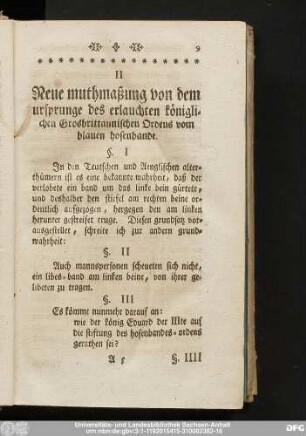 9
II
Neue muthmaßung von dem
ursprunge des erlauchten königli-
chen Grosbrittannischen Ordens vom
blauen hosenbande.
§. I
In den Teutschen und Aenglischen alter-
thümern ist es eine bekannte wahrheit, daß der
verlobete ein band um das linke bein gürtete,
und deshalber den stiefel am rechten beine or-
dentlich aufgezogen, hergegen den am linken
herunter gestreifet truge. Diesen grundsatz vor-
ausgestellet, schreite ich zur andern grund-
wahrheit:
§. II
Auch mannspersonen scheueten sich nicht,
ein libes-band am linken beine, von ihrer ge-
libeten zu tragen.
§. III
Es kömmt nunmehr darauf an:
wie der könig Eduard der IIIte auf
die stiftung des hosenbandes-ordens
gerathen sei?
A 5
§. IIII
Universitäts- und Landesbibliothek Sachsen-Anhalt
urn:nbn:de:gbv:3:1-1192015415-310002382-16
DFG